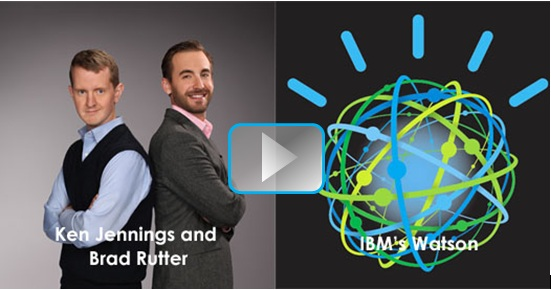 Ken Jennings and
Brad Rutter
IBM's Watson